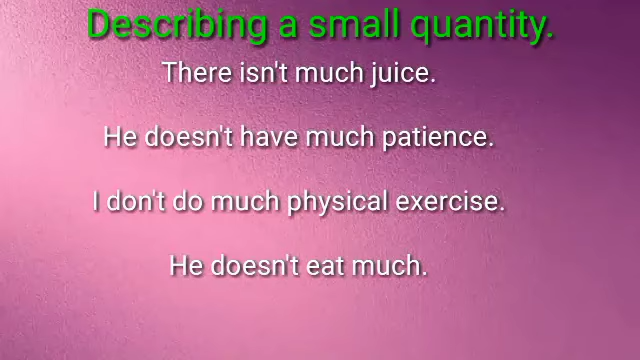 Describing a small quantity.
There isn't much juice.
He doesn't have much patience.
I don't do much physical exercise.
He doesn't eat much.